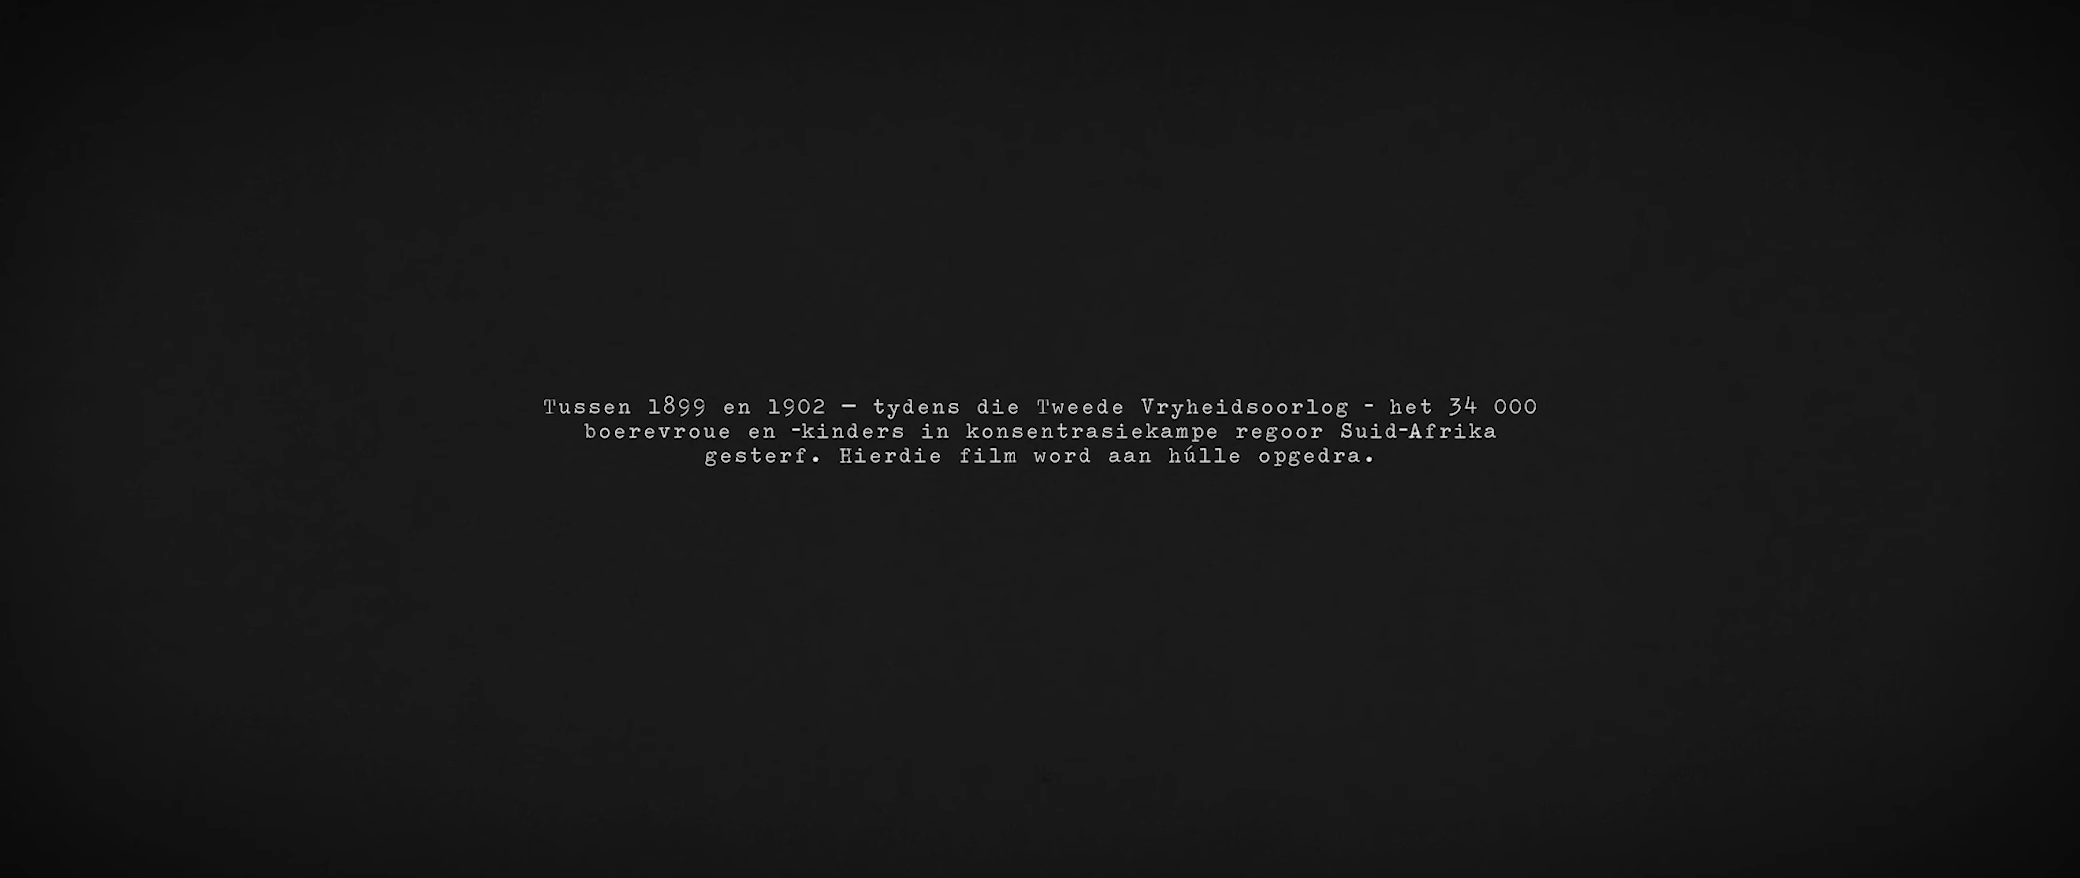 Tussen 1899 en 1902 — tydens die Tweede Vryheidsoorlog - het 34 000
boerevroue en -kinders in konsentrasiekampe regoor Suid-Afrika
gesterf. Hierdie film word aan húlle opgedra.